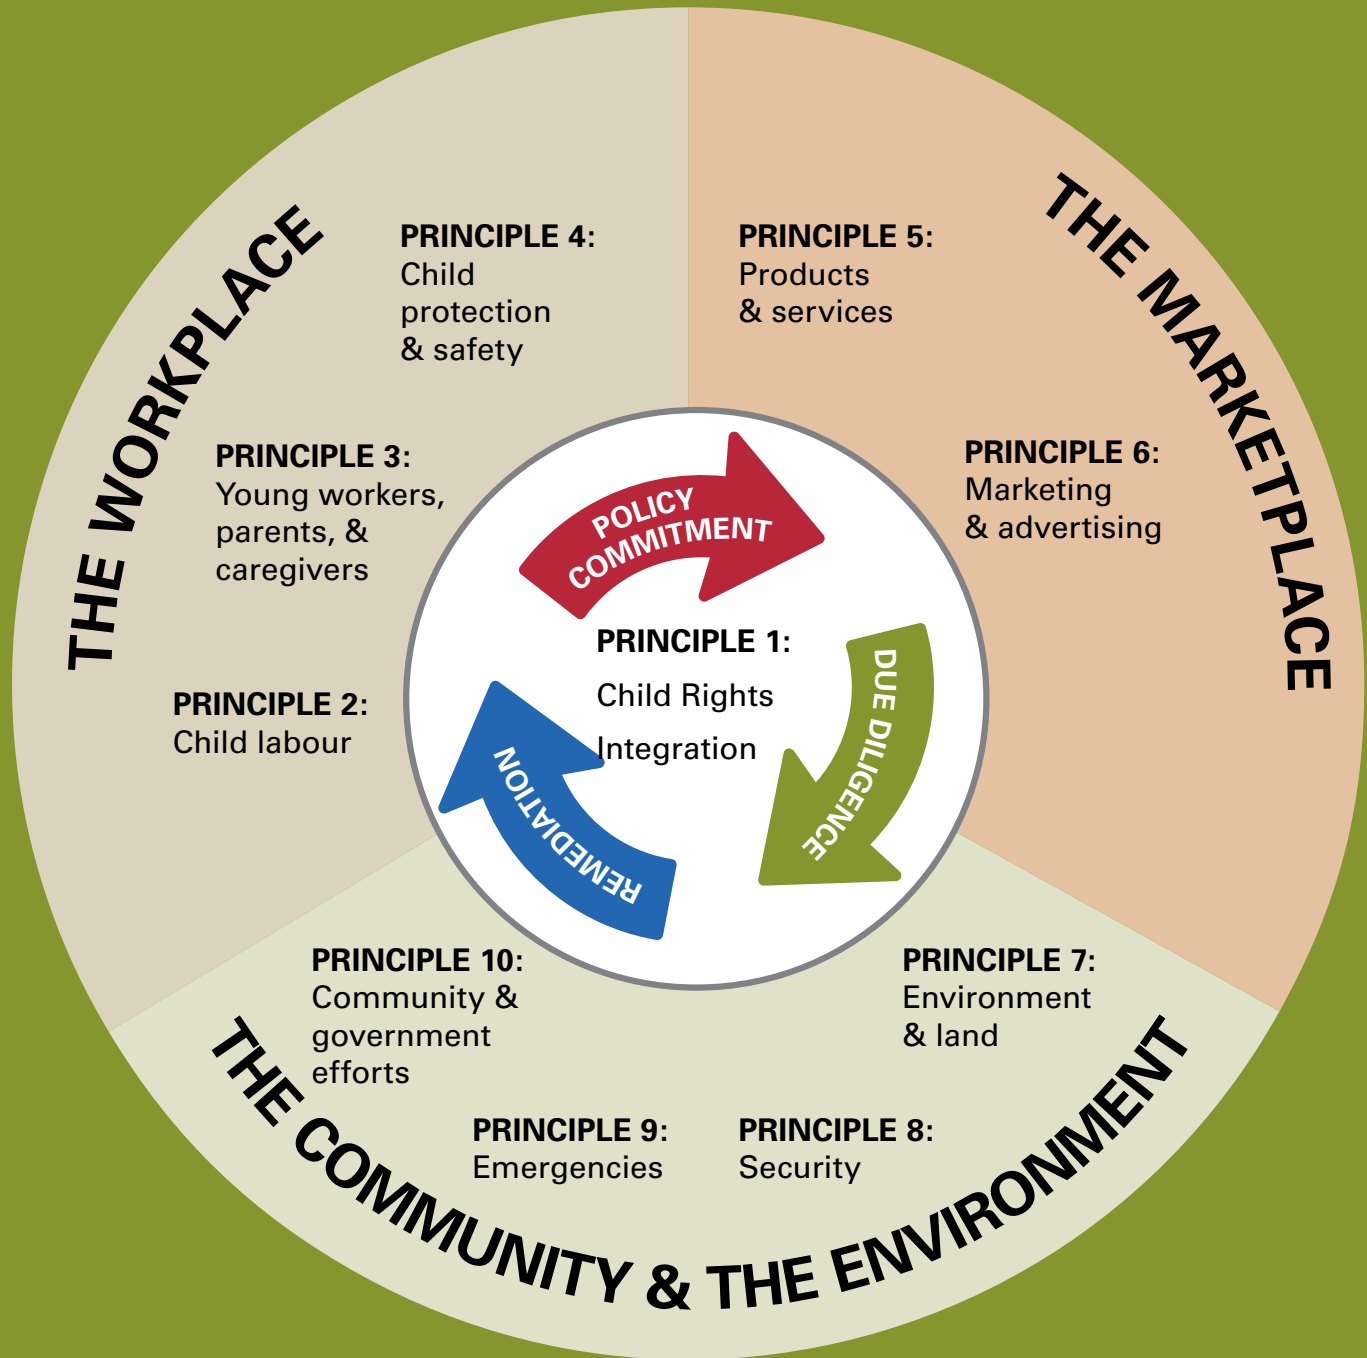 THE WORKPLACE
PRINCIPLE 4:
Child
protection
& safety
PRINCIPLE 3:
Young workers,
parents, &
caregivers
PRINCIPLE 2:
Child labour
THE MARKETPLACE
PRINCIPLE 5:
Products
& services
PRINCIPLE 6:
Marketing
& advertising
POLICY
COMMITMENT
DUE DILIGENCE
REMEDIATION
PRINCIPLE 1:
Child Rights
Integration
PRINCIPLE 10:
Community &
government
efforts
PRINCIPLE 7:
Environment
& land
PRINCIPLE 9:
Emergencies
PRINCIPLE 8:
Security
THE COMMUNITY & THE ENVIRONMENT